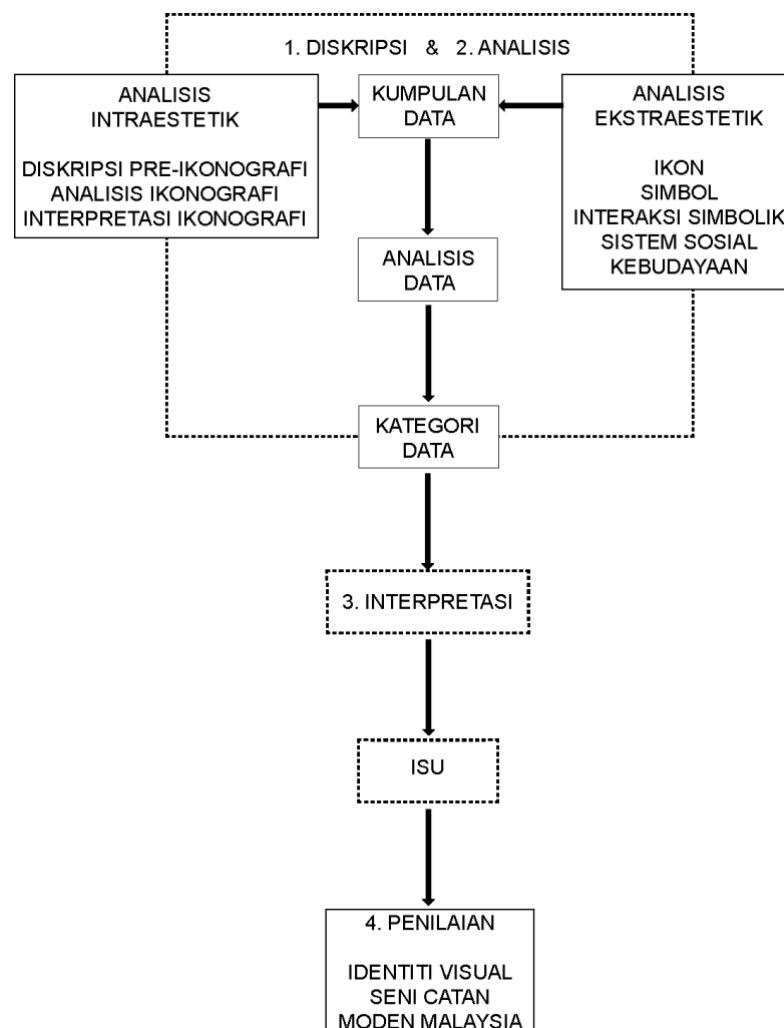 1. DISKRIPSI & 2. ANALISIS
ANALISIS
INTRAESTETIK
DISKRIPSI PRE-IKONOGRAFI
ANALISIS IKONOGRAFI
INTERPRETASI IKONOGRAFI
KUMPULAN
DATA
ANALISIS
EKSTRAESTETIK
IKON
SIMBOL
INTERAKSI SIMBOLIK
SISTEM SOSIAL
KEBUDAYAAN
ANALISIS
DATA
KATEGORI
DATA
3. INTERPRETASI
ISU
4. PENILAIAN
IDENTITI VISUAL
SENI CATAN
MODEN MALAYSIA